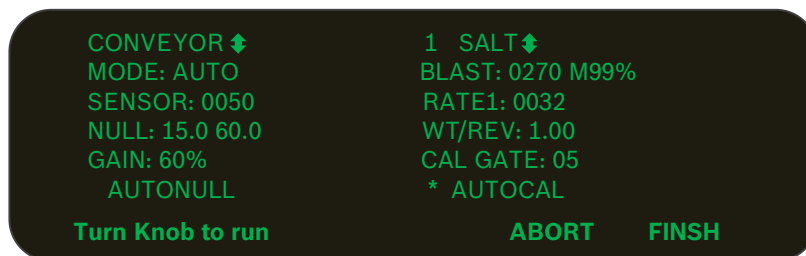 CONVEYOR
1 SALT
MODE: AUTO
BLAST: 0270 M99%
SENSOR: 0050
RATE1: 0032
NULL: 15.0 60.0
WT/REV: 1.00
GAIN: 60%
CAL GATE: 05
AUTONULL
* AUTOCAL
Turn Knob to run
ABORT FINSH